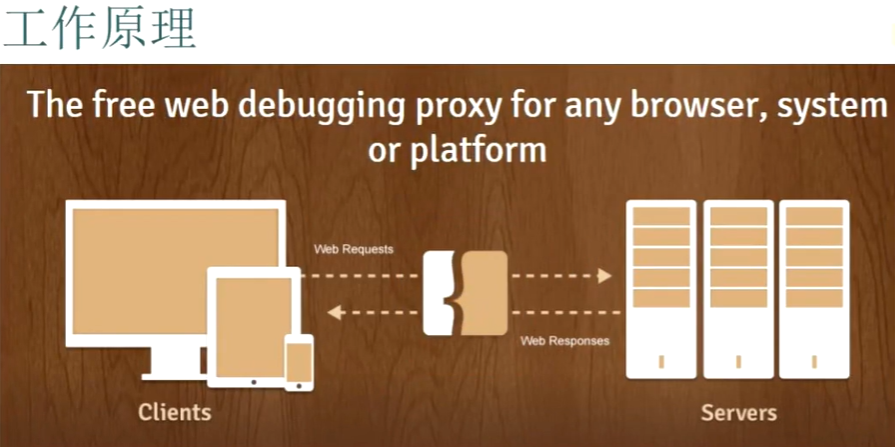 工作原理
The free web debugging proxy for any browser, system
or platform
Web Requests
Web Responses
Clients
Servers